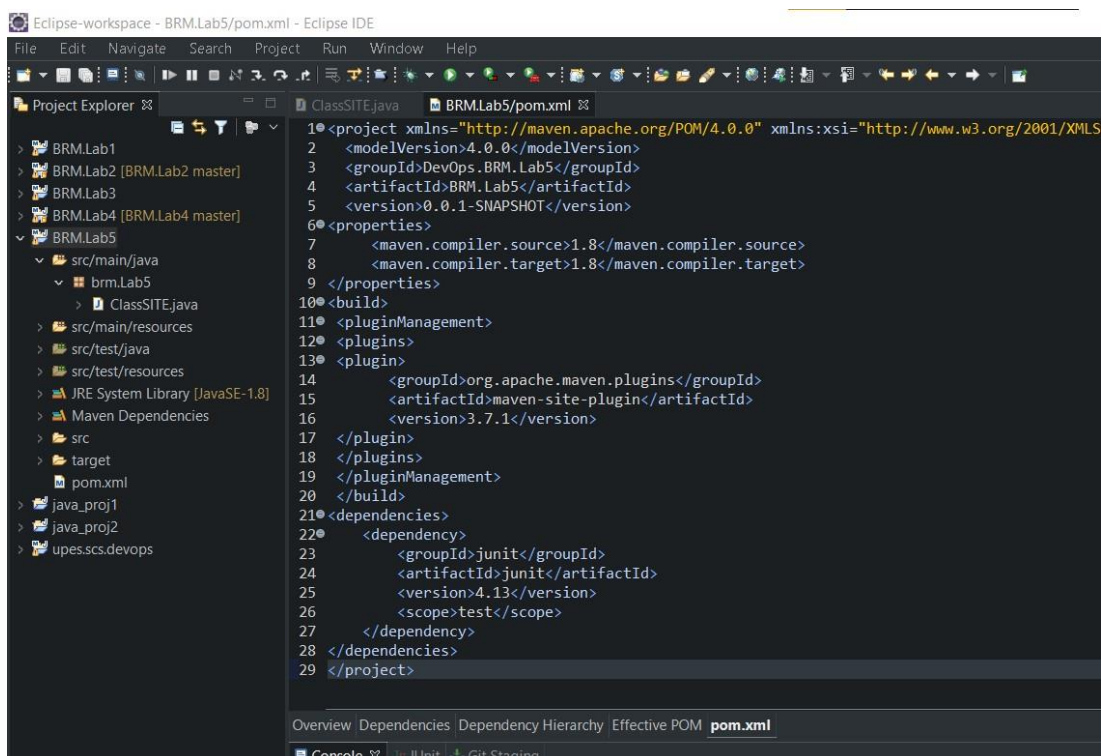 Eclipse-workspace - BRM.Lab5/pom.xml - Eclipse IDE
File Edit Navigate Search Project Run Window Help
Project Explorer
ClassSITE.java
BRM.Lab5/pom.xml
BRM.Lab1
BRM.Lab2 [BRM.Lab2 master]
BRM.Lab3
BRM.Lab4 [BRM.Lab4 master]
BRM.Lab5
src/main/java
brm.Lab5
ClassSITE.java
src/main/resources
src/test/java
src/test/resources
JRE System Library [JavaSE-1.8]
Maven Dependencies
src
target
pom.xml
java_proj1
java_proj2
upes.scs.devops
1 <project xmlns="http://maven.apache.org/POM/4.0.0" xmlns:xsi="http://www.w3.org/2001/XMLS
2 <modelVersion>4.0.0</modelVersion>
3 <groupId>DevOps.BRM.Lab5</groupId>
4 <artifactId>BRM.Lab5</artifactId>
5 <version>0.0.1-SNAPSHOT</version>
6 <properties>
7 <maven.compiler.source>1.8</maven.compiler.source>
8 <maven.compiler.target>1.8</maven.compiler.target>
9 </properties>
10 <build>
11 <pluginManagement>
12 <plugins>
13 <plugin>
14 <groupId>org.apache.maven.plugins</groupId>
15 <artifactId>maven-site-plugin</artifactId>
16 <version>3.7.1</version>
17 </plugin>
18 </plugins>
19 </pluginManagement>
20 </build>
21 <dependencies>
22 <dependency>
23 <groupId>junit</groupId>
24 <artifactId>junit</artifactId>
25 <version>4.13</version>
26 <scope>test</scope>
27 </dependency>
28 </dependencies>
29 </project>
Overview Dependencies Dependency Hierarchy Effective POM pom.xml
Console JUnit Git Staging